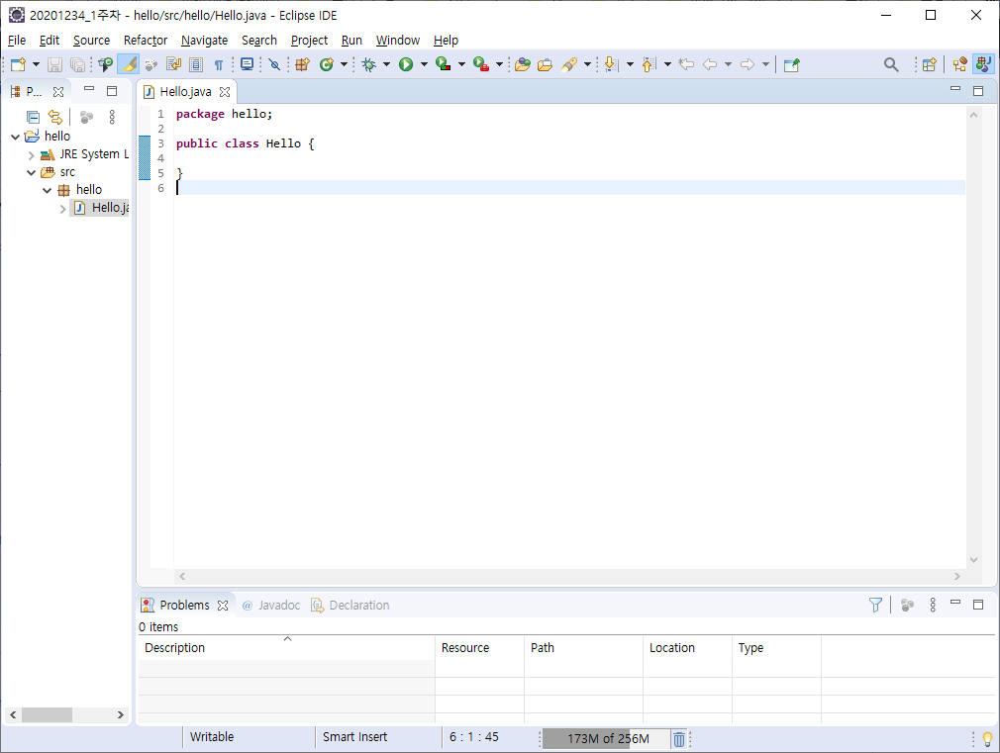 20201234_1주차 - hello/src/hello/Hello.java - Eclipse IDE
File Edit Source Refactor Navigate Search Project Run Window Help
P...
Hello.java
hello
JRE System L
src
hello
Hello.ja
1 package hello;
2
3 public class Hello {
4
5 }
6
Problems @ Javadoc Declaration
0 items
Description Resource Path Location Type
Writable Smart Insert 6 : 1 : 45 173M of 256M